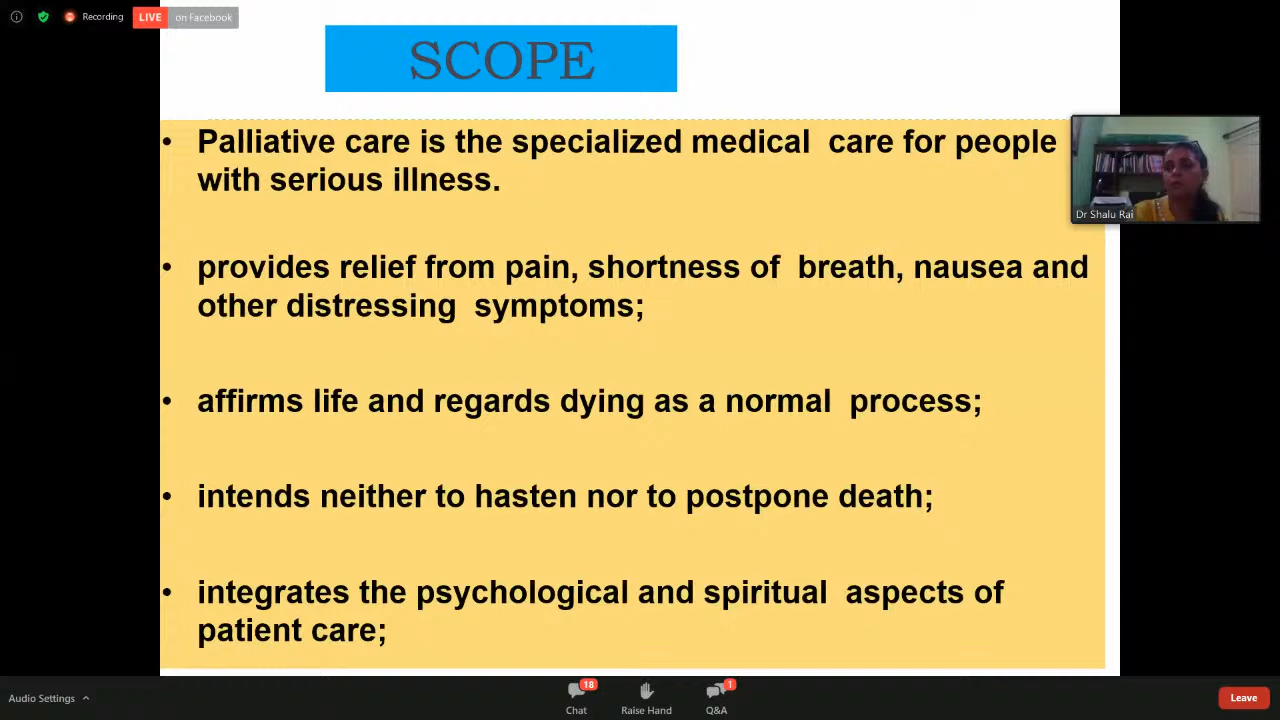 Recording
LIVE on Facebook
SCOPE
• Palliative care is the specialized medical care for people
with serious illness.
Dr Shalu Rai
• provides relief from pain, shortness of breath, nausea and
other distressing symptoms;
• affirms life and regards dying as a normal process;
• intends neither to hasten nor to postpone death;
• integrates the psychological and spiritual aspects of
patient care;
Audio Settings
18
Chat
Raise Hand
1
Q&A
Leave